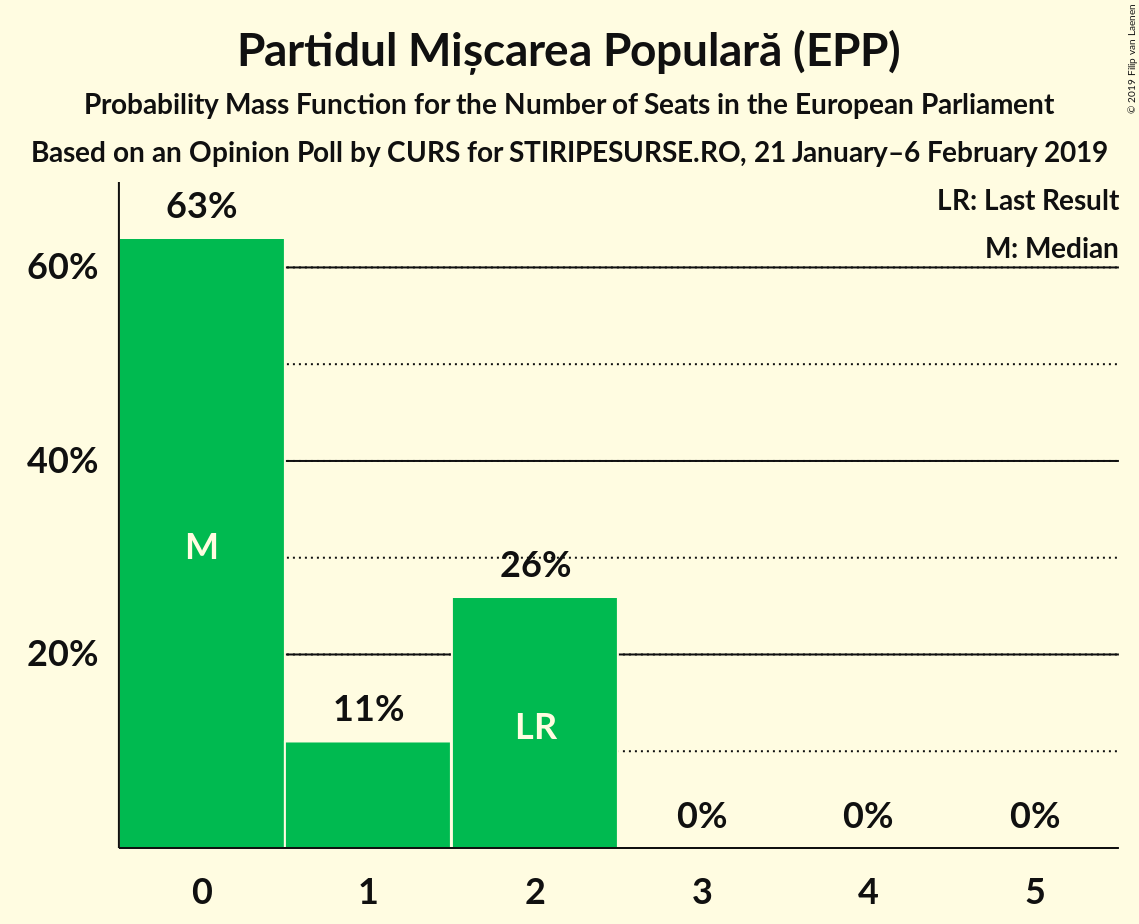 Partidul Mișcarea Populară (EPP)
Probability Mass Function for the Number of Seats in the European Parliament
Based on an Opinion Poll by CURS for STIRIPESURSE.RO, 21 January–6 February 2019
© 2019 Filip van Laenen
LR: Last Result
M: Median
63%
60%
40%
M
26%
20%
11%
LR
0%
0%
0%
0
1
2
3
4
5